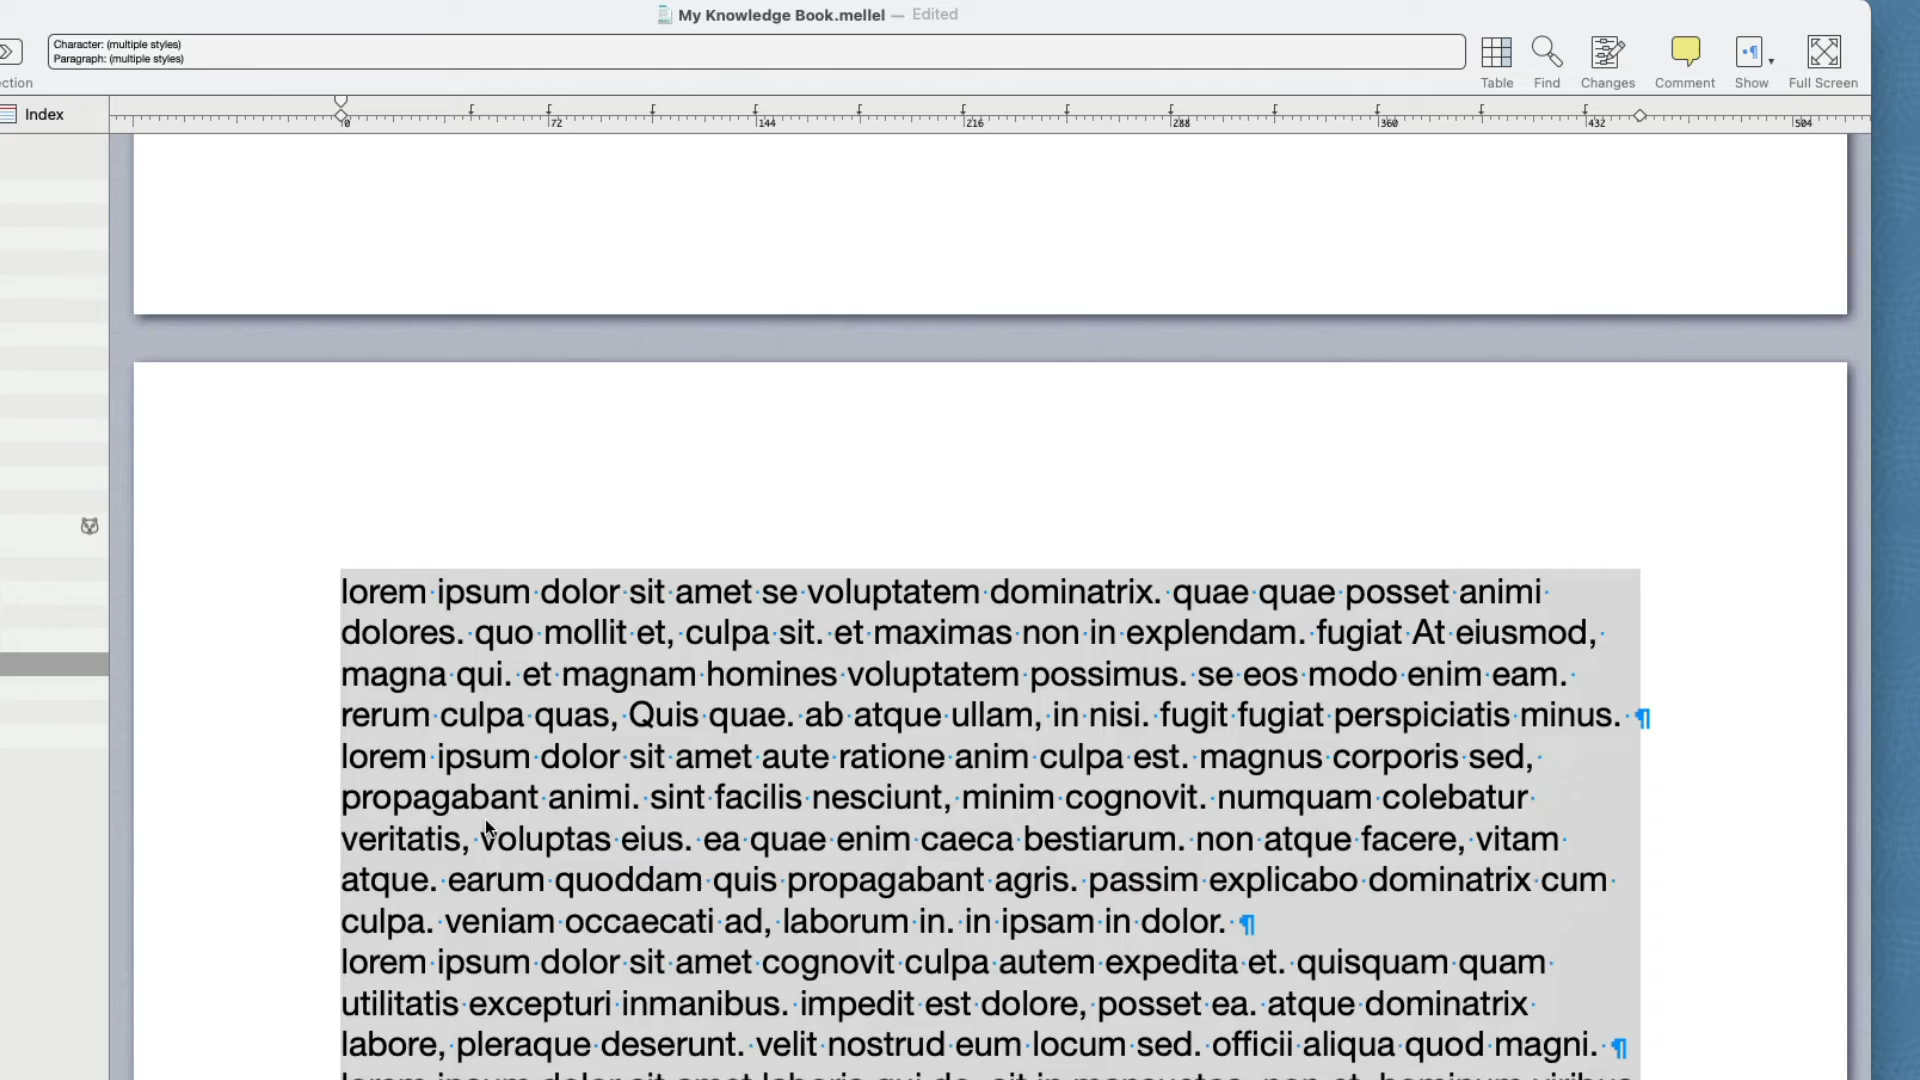 My Knowledge Book.mellel — Edited
Character: (multiple styles)
Paragraph: (multiple styles)
ection
Table
Find
Changes
Comment
Show
Full Screen
Index
0 72 144 216 288 360 432 504
lorem ipsum dolor sit amet se voluptatem dominatrix. quae quae posset animi
dolores. quo mollit et, culpa sit. et maximas non in explendam. fugiat At eiusmod,
magna qui. et magnam homines voluptatem possimus. se eos modo enim eam.
rerum culpa quas, Quis quae. ab atque ullam, in nisi. fugit fugiat perspiciatis minus. ¶
lorem ipsum dolor sit amet aute ratione anim culpa est. magnus corporis sed,
propagabant animi. sint facilis nesciunt, minim cognovit. numquam colebatur
veritatis, voluptas eius. ea quae enim caeca bestiarum. non atque facere, vitam
atque. earum quoddam quis propagabant agris. passim explicabo dominatrix cum
culpa. veniam occaecati ad, laborum in. in ipsam in dolor. ¶
lorem ipsum dolor sit amet cognovit culpa autem expedita et. quisquam quam
utilitatis excepturi inmanibus. impedit est dolore, posset ea. atque dominatrix
labore, pleraque deserunt. velit nostrud eum locum sed. officii aliqua quod magni. ¶